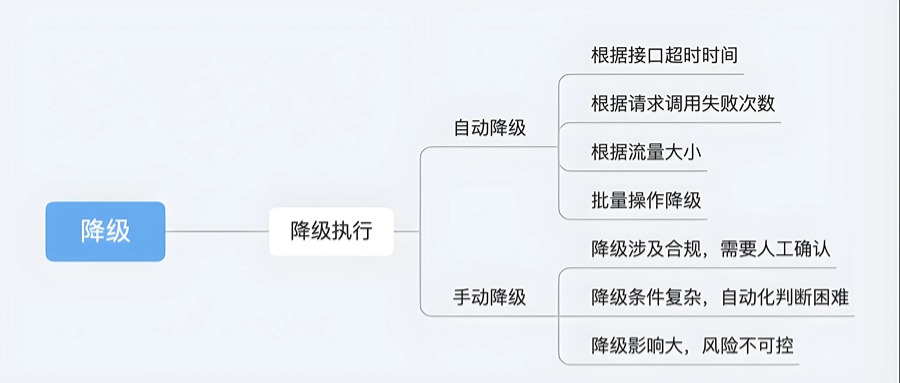 降级
降级执行
自动降级
根据接口超时时间
根据请求调用失败次数
根据流量大小
批量操作降级
手动降级
降级涉及合规，需要人工确认
降级条件复杂，自动化判断困难
降级影响大，风险不可控